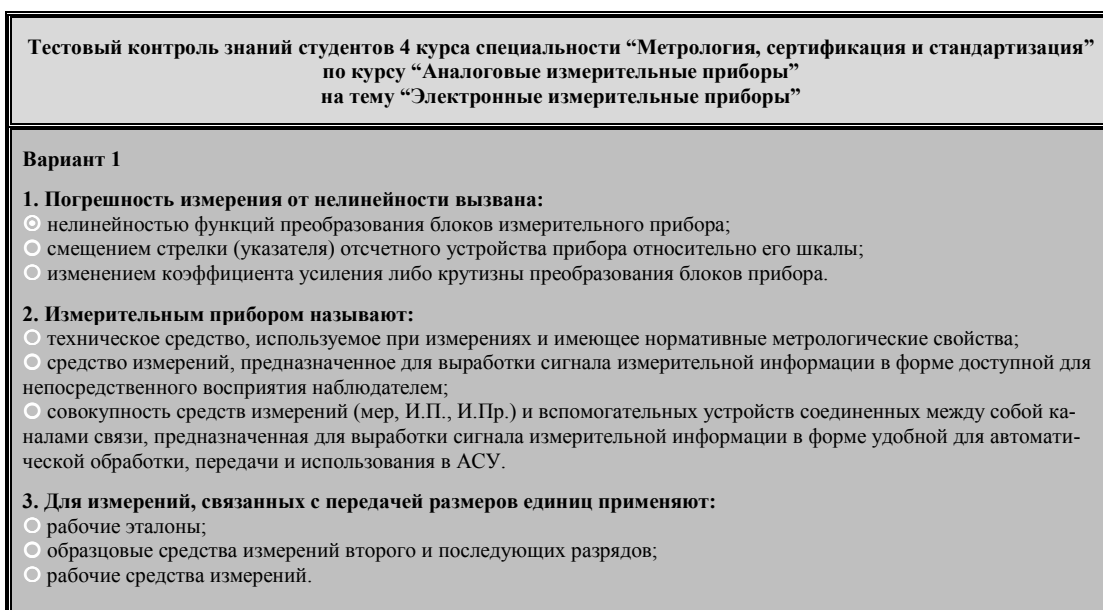 Тестовый контроль знаний студентов 4 курса специальности “Метрология, сертификация и стандартизация”
по курсу “Аналоговые измерительные приборы”
на тему “Электронные измерительные приборы”
Вариант 1
1. Погрешность измерения от нелинейности вызвана:
нелинейностью функций преобразования блоков измерительного прибора;
смещением стрелки (указателя) отсчетного устройства прибора относительно его шкалы;
изменением коэффициента усиления либо крутизны преобразования блоков прибора.
2. Измерительным прибором называют:
техническое средство, используемое при измерениях и имеющее нормативные метрологические свойства;
средство измерений, предназначенное для выработки сигнала измерительной информации в форме доступной для
непосредственного восприятия наблюдателем;
совокупность средств измерений (мер, И.П., И.Пр.) и вспомогательных устройств соединенных между собой ка-
налами связи, предназначенная для выработки сигнала измерительной информации в форме удобной для автомати-
ческой обработки, передачи и использования в АСУ.
3. Для измерений, связанных с передачей размеров единиц применяют:
рабочие эталоны;
образцовые средства измерений второго и последующих разрядов;
рабочие средства измерений.